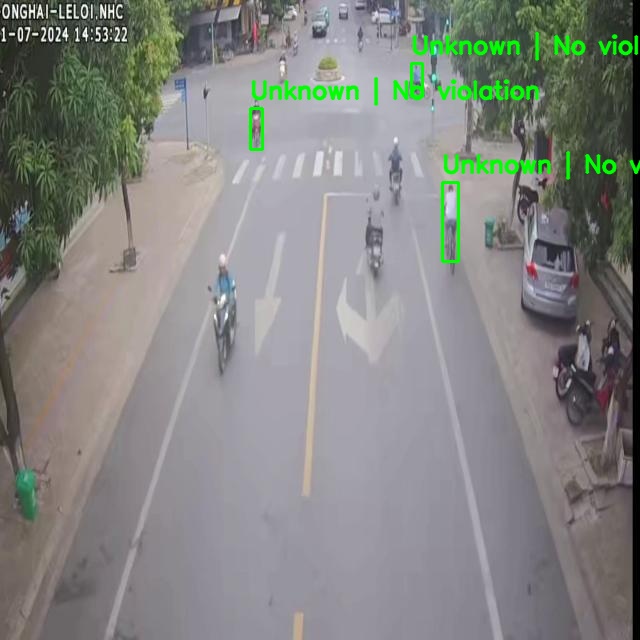 ONGHAI-LELOI.NHC
1-07-2024 14:53:22
Unknown | No viol
Unknown | No violation
Unknown | No v